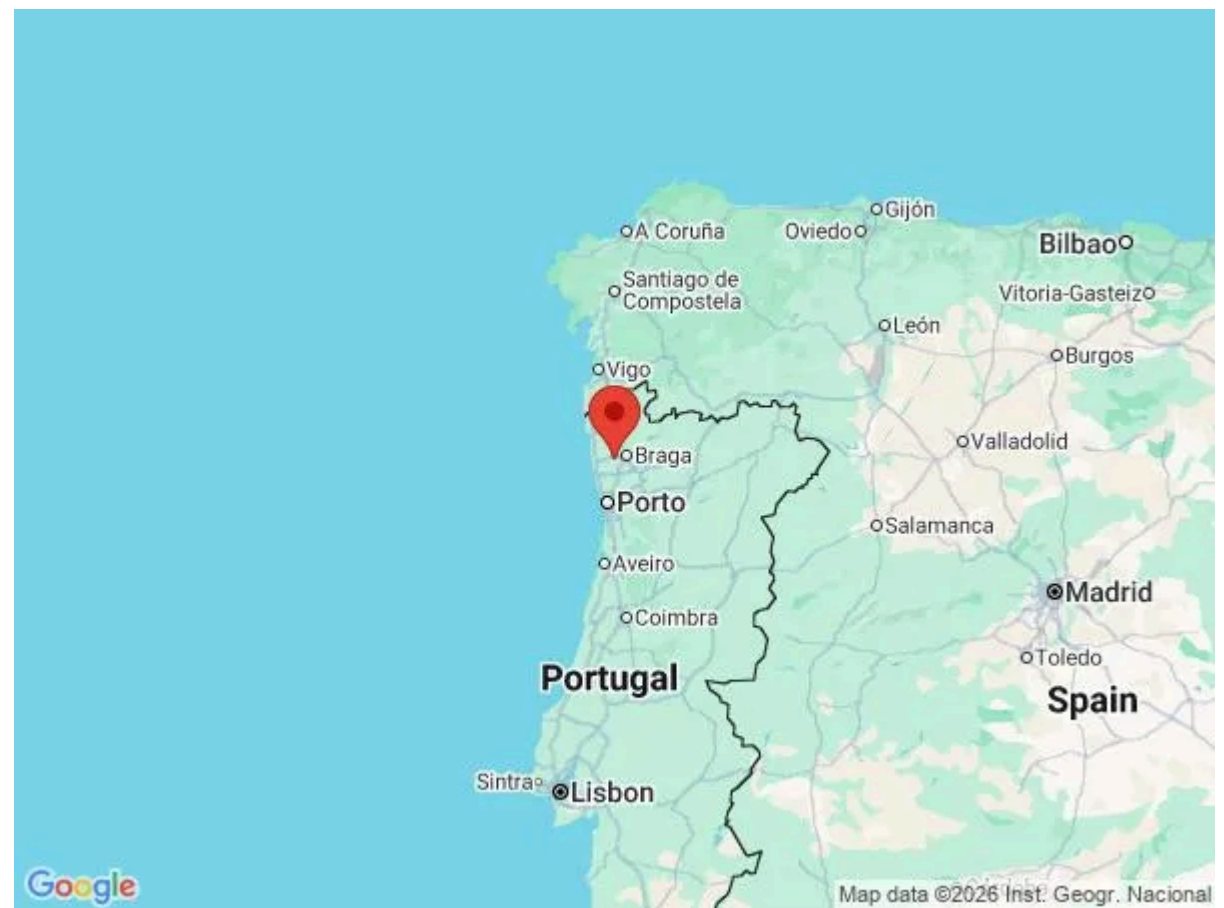 Gijón
A Coruña
Oviedo
Bilbao
Santiago de
Compostela
Vitoria-Gasteiz
León
Burgos
Vigo
Valladolid
Braga
Porto
Salamanca
Aveiro
Madrid
Coimbra
Toledo
Portugal
Spain
Sintra
Lisbon
Google
Map data ©2026 Inst. Geogr. Nacional